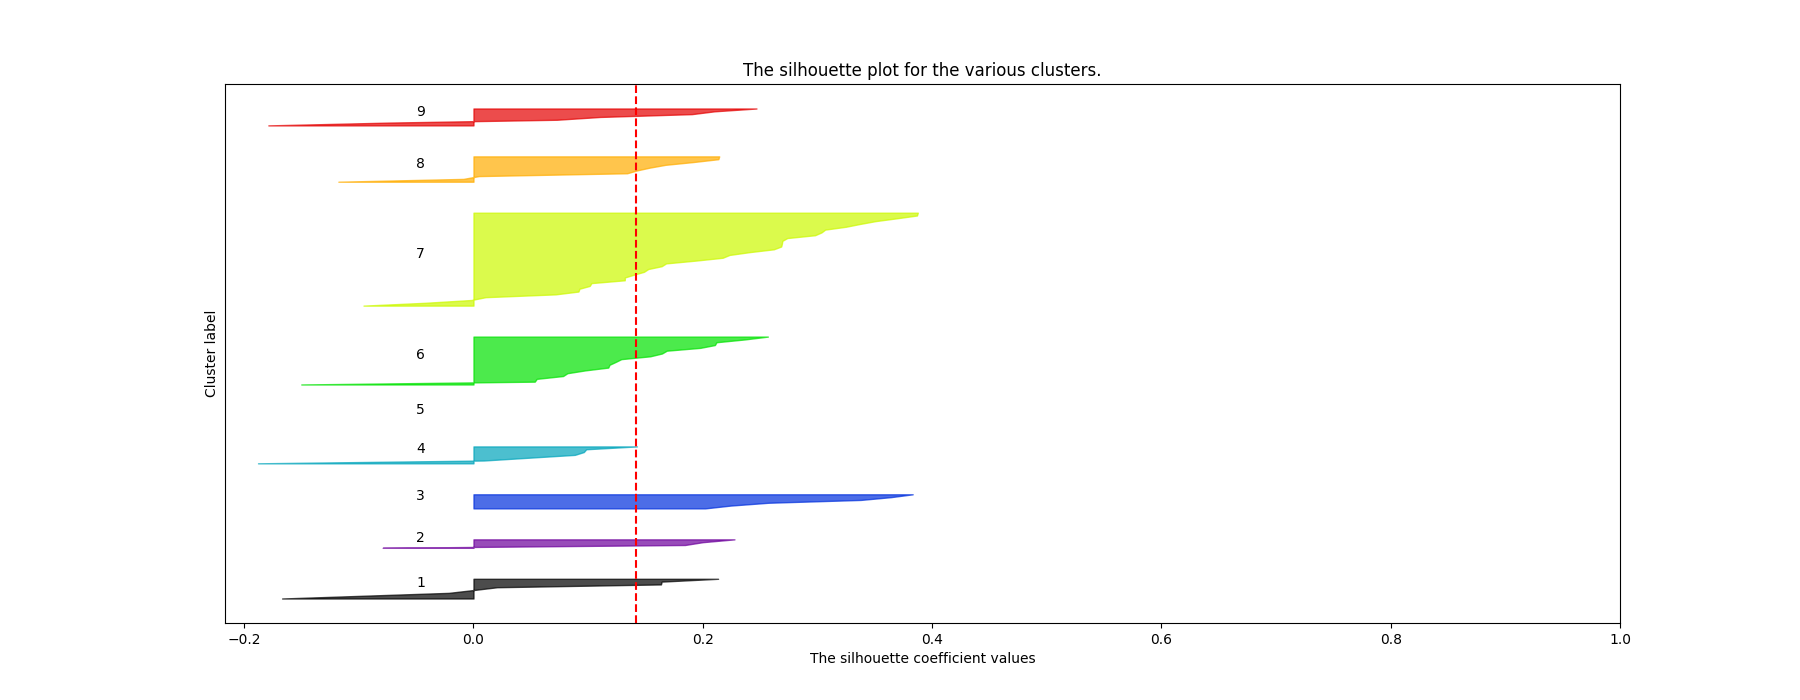 The silhouette plot for the various clusters.
9
8
7
6
5
4
3
2
1
Cluster label
−0.2 0.0 0.2 0.4 0.6 0.8 1.0
The silhouette coefficient values